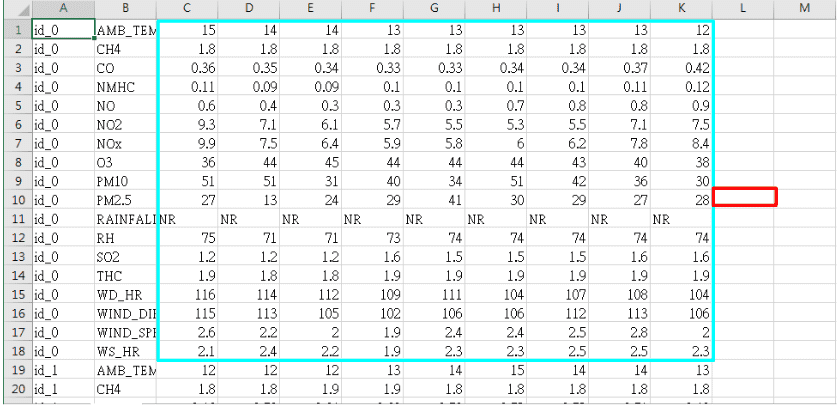 A B C D E F G H I J K L M
1 id_0 AMB_TEM 15 14 14 13 13 13 13 13 12
2 id_0 CH4 1.8 1.8 1.8 1.8 1.8 1.8 1.8 1.8 1.8
3 id_0 CO 0.36 0.35 0.34 0.33 0.33 0.34 0.34 0.37 0.42
4 id_0 NMHC 0.11 0.09 0.09 0.1 0.1 0.1 0.1 0.11 0.12
5 id_0 NO 0.6 0.4 0.3 0.3 0.3 0.7 0.8 0.8 0.9
6 id_0 NO2 9.3 7.1 6.1 5.7 5.5 5.3 5.5 7.1 7.5
7 id_0 NOx 9.9 7.5 6.4 5.9 5.8 6 6.2 7.8 8.4
8 id_0 O3 36 44 45 44 44 44 43 40 38
9 id_0 PM10 51 51 31 40 34 51 42 36 30
10 id_0 PM2.5 27 13 24 29 41 30 29 27 28
11 id_0 RAINFALL NR NR NR NR NR NR NR NR NR
12 id_0 RH 75 71 71 73 74 74 74 74 74
13 id_0 SO2 1.2 1.2 1.2 1.6 1.5 1.5 1.5 1.6 1.6
14 id_0 THC 1.9 1.8 1.8 1.9 1.9 1.9 1.9 1.9 1.9
15 id_0 WD_HR 116 114 112 109 111 104 107 108 104
16 id_0 WIND_DIR 115 113 105 102 106 106 112 113 106
17 id_0 WIND_SPE 2.6 2.2 2 1.9 2.4 2.4 2.5 2.8 2
18 id_0 WS_HR 2.1 2.4 2.2 1.9 2.3 2.3 2.5 2.5 2.3
19 id_1 AMB_TEM 12 12 12 13 14 15 14 14 13
20 id_1 CH4 1.8 1.8 1.9 1.9 1.8 1.8 1.8 1.8 1.8